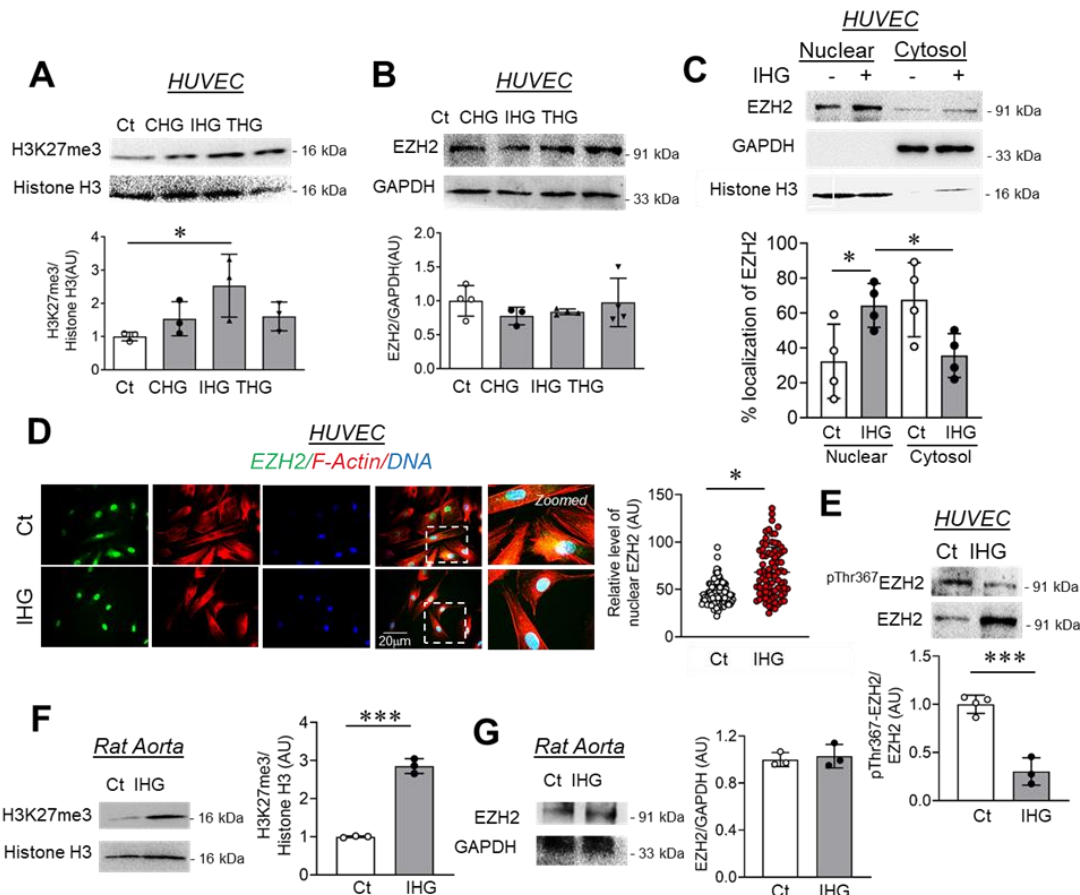 A
HUVEC
Ct CHG IHG THG
H3K27me3
- 16 kDa
Histone H3
- 16 kDa
H3K27me3/
Histone H3(AU)
4
3
2
1
0
*
Ct CHG IHG THG
B
HUVEC
Ct CHG IHG THG
EZH2
- 91 kDa
GAPDH
- 33 kDa
EZH2/GAPDH(AU)
2.0
1.5
1.0
0.5
0.0
Ct CHG IHG THG
C
HUVEC
Nuclear Cytosol
IHG - + - +
EZH2
- 91 kDa
GAPDH
- 33 kDa
Histone H3
- 16 kDa
% localization of EZH2
100
80
60
40
20
0
*
*
Ct IHG Ct IHG
Nuclear Cytosol
D
HUVEC
EZH2/F-Actin/DNA
Ct
IHG
Zoomed
20μm
Relative level of
nuclear EZH2 (AU)
150
100
50
0
*
Ct IHG
E
HUVEC
Ct IHG
pThr367EZH2
- 91 kDa
EZH2
- 91 kDa
pThr367-EZH2/
EZH2 (AU)
1.5
1.0
0.5
0.0
***
Ct IHG
F
Rat Aorta
Ct IHG
H3K27me3
- 16 kDa
Histone H3
- 16 kDa
H3K27me3/
Histone H3 (AU)
4
3
2
1
0
***
Ct IHG
G
Rat Aorta
Ct IHG
EZH2
- 91 kDa
GAPDH
- 33 kDa
EZH2/GAPDH (AU)
1.2
0.8
0.4
0.0
Ct IHG